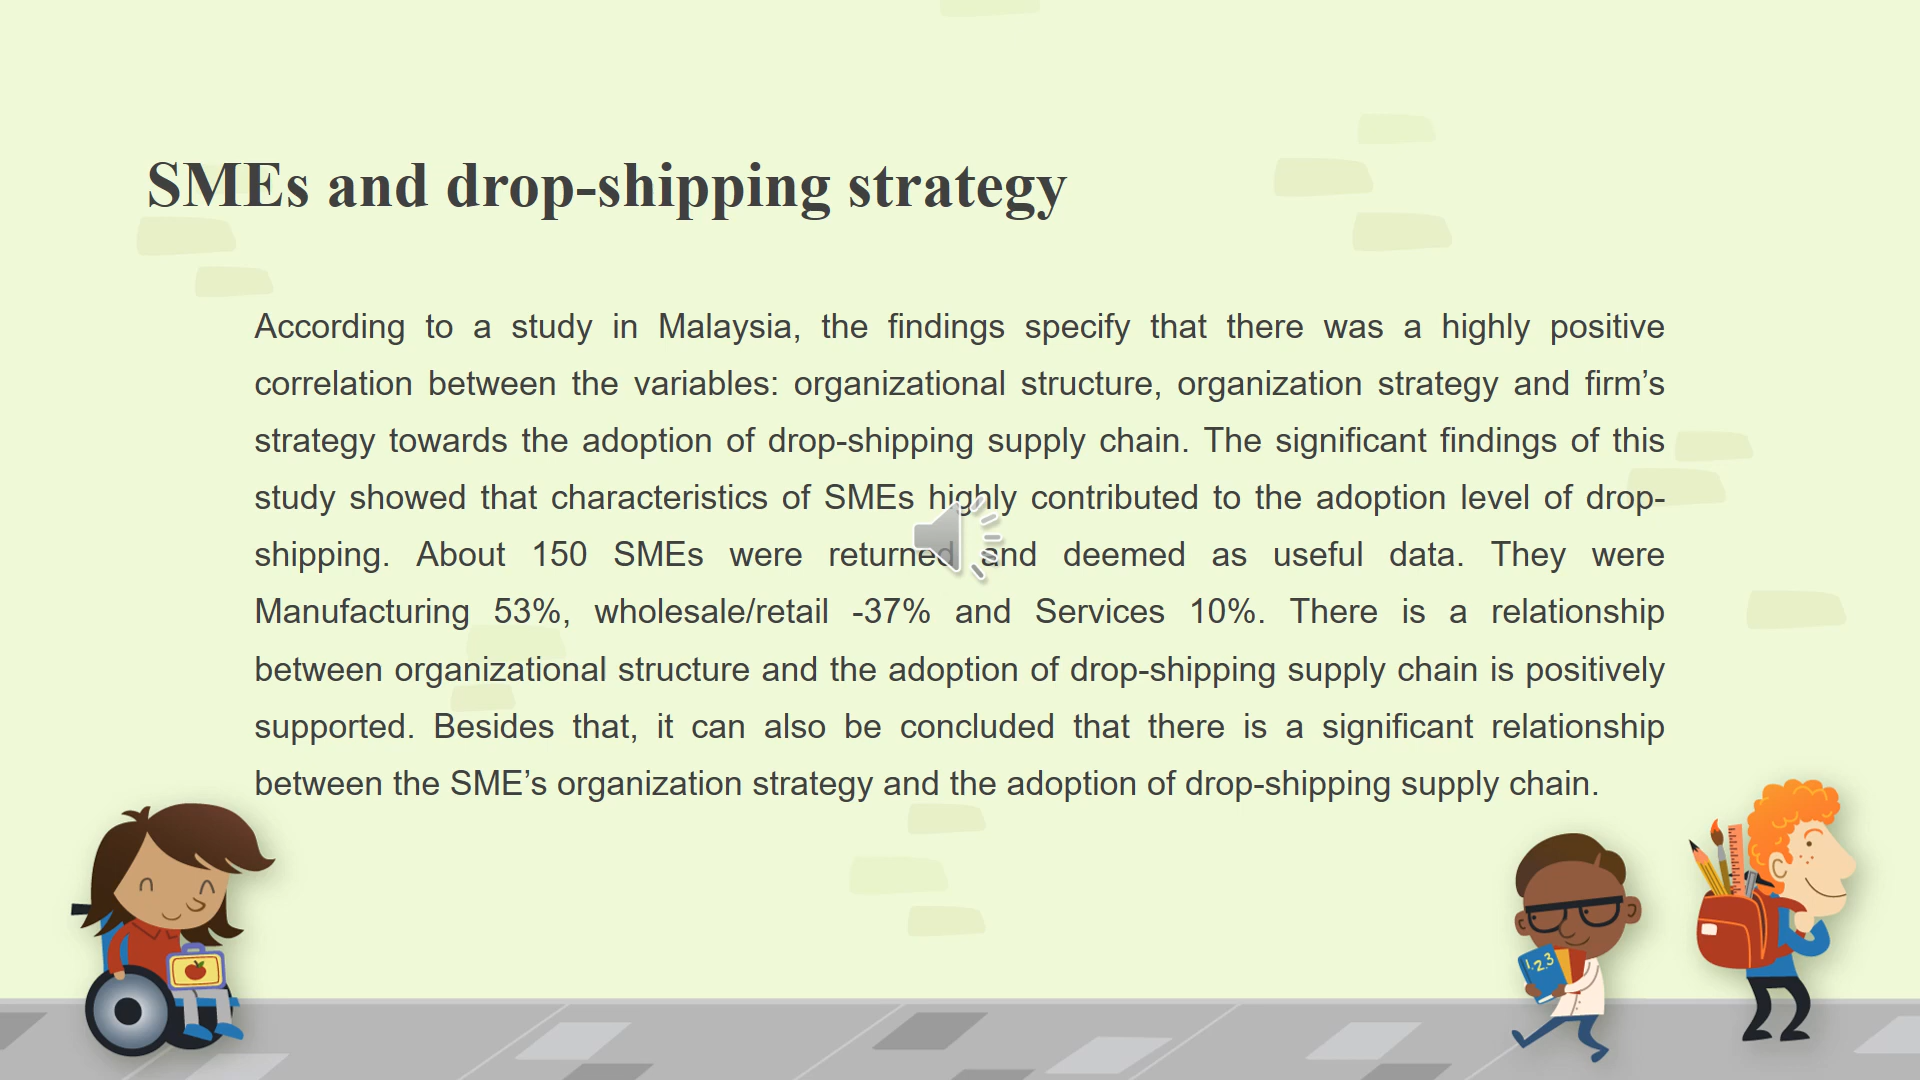 SMEs and drop-shipping strategy
According to a study in Malaysia, the findings specify that there was a highly positive
correlation between the variables: organizational structure, organization strategy and firm’s
strategy towards the adoption of drop-shipping supply chain. The significant findings of this
study showed that characteristics of SMEs highly contributed to the adoption level of drop-
shipping. About 150 SMEs were returned and deemed as useful data. They were
Manufacturing 53%, wholesale/retail -37% and Services 10%. There is a relationship
between organizational structure and the adoption of drop-shipping supply chain is positively
supported. Besides that, it can also be concluded that there is a significant relationship
between the SME’s organization strategy and the adoption of drop-shipping supply chain.
1.2.3